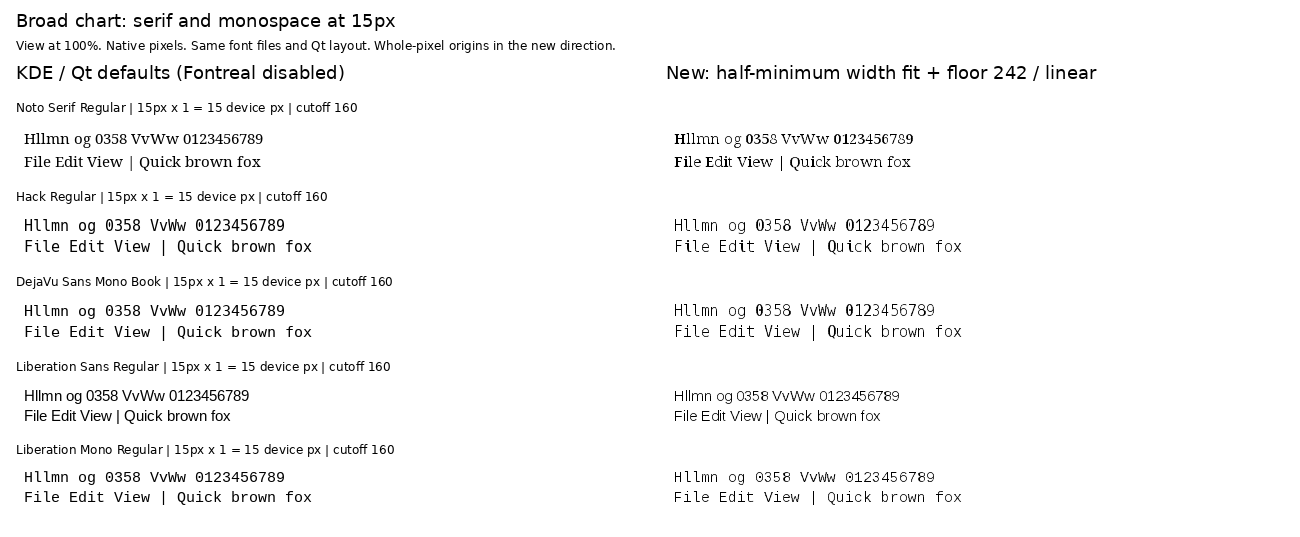 Broad chart: serif and monospace at 15px
View at 100%. Native pixels. Same font files and Qt layout. Whole-pixel origins in the new direction.
KDE / Qt defaults (Fontreal disabled)
New: half-minimum width fit + floor 242 / linear
Noto Serif Regular | 15px x 1 = 15 device px | cutoff 160
Hllmn og 0358 VvWw 0123456789
Hllmn og 0358 VvWw 0123456789
File Edit View | Quick brown fox
File Edit View | Quick brown fox
Hack Regular | 15px x 1 = 15 device px | cutoff 160
Hllmn og 0358 VvWw 0123456789
Hllmn og 0358 VvWw 0123456789
File Edit View | Quick brown fox
File Edit View | Quick brown fox
DejaVu Sans Mono Book | 15px x 1 = 15 device px | cutoff 160
Hllmn og 0358 VvWw 0123456789
Hllmn og 0358 VvWw 0123456789
File Edit View | Quick brown fox
File Edit View | Quick brown fox
Liberation Sans Regular | 15px x 1 = 15 device px | cutoff 160
Hllmn og 0358 VvWw 0123456789
Hllmn og 0358 VvWw 0123456789
File Edit View | Quick brown fox
File Edit View | Quick brown fox
Liberation Mono Regular | 15px x 1 = 15 device px | cutoff 160
Hllmn og 0358 VvWw 0123456789
Hllmn og 0358 VvWw 0123456789
File Edit View | Quick brown fox
File Edit View | Quick brown fox